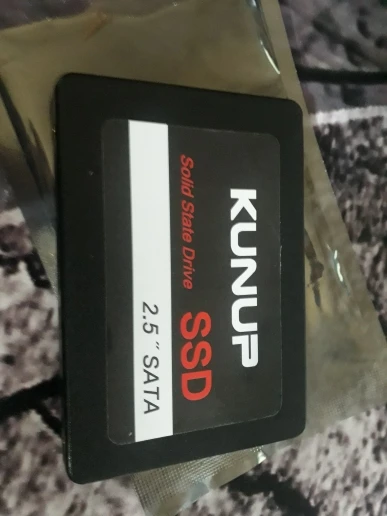 KUNUP
Solid State Drive SSD
2.5" SATA